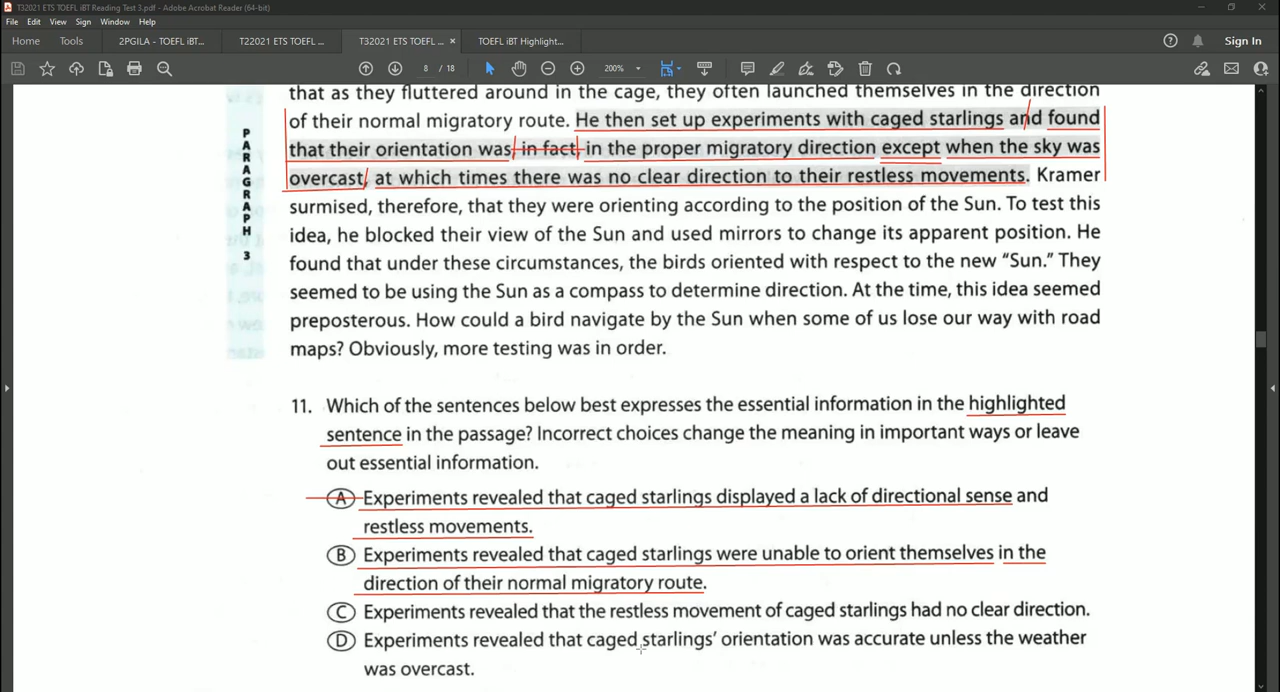 T32021 ETS TOEFL iBT Reading Test 3.pdf - Adobe Acrobat Reader (64-bit)
File Edit View Sign Window Help
Home Tools 2PGILA - TOEFL iBT... T22021 ETS TOEFL ... T32021 ETS TOEFL ... × TOEFL iBT Highlight... Sign In
8 / 18 200%
that as they fluttered around in the cage, they often launched themselves in the direction
of their normal migratory route. He then set up experiments with caged starlings and found
that their orientation was, in fact, in the proper migratory direction except when the sky was
overcast, at which times there was no clear direction to their restless movements. Kramer
surmised, therefore, that they were orienting according to the position of the Sun. To test this
idea, he blocked their view of the Sun and used mirrors to change its apparent position. He
found that under these circumstances, the birds oriented with respect to the new “Sun.” They
seemed to be using the Sun as a compass to determine direction. At the time, this idea seemed
preposterous. How could a bird navigate by the Sun when some of us lose our way with road
maps? Obviously, more testing was in order.
PARAGRAPH 3
11. Which of the sentences below best expresses the essential information in the highlighted
sentence in the passage? Incorrect choices change the meaning in important ways or leave
out essential information.
A Experiments revealed that caged starlings displayed a lack of directional sense and
restless movements.
B Experiments revealed that caged starlings were unable to orient themselves in the
direction of their normal migratory route.
C Experiments revealed that the restless movement of caged starlings had no clear direction.
D Experiments revealed that caged starlings’ orientation was accurate unless the weather
was overcast.